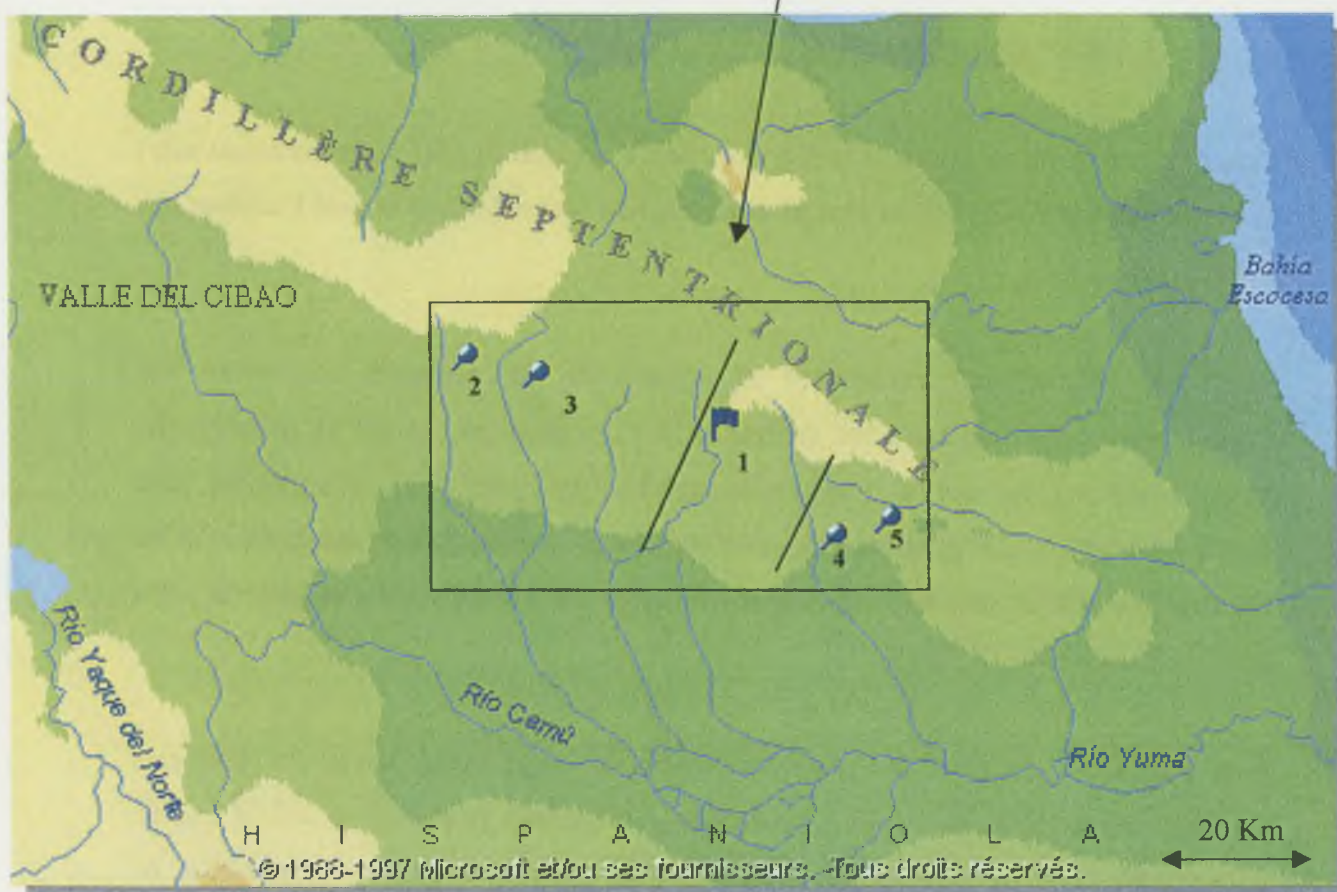 CORDILLÈRE SEPTENTRIONALE
VALLE DEL CIBAO
Bahía
Escocesa
2
3
1
4
5
Río Yaque del Norte
Río Camú
Río Yuma
HISPANIOLA
20 Km
© 1988-1997 Microsoft et/ou ses fournisseurs. Tous droits réservés.